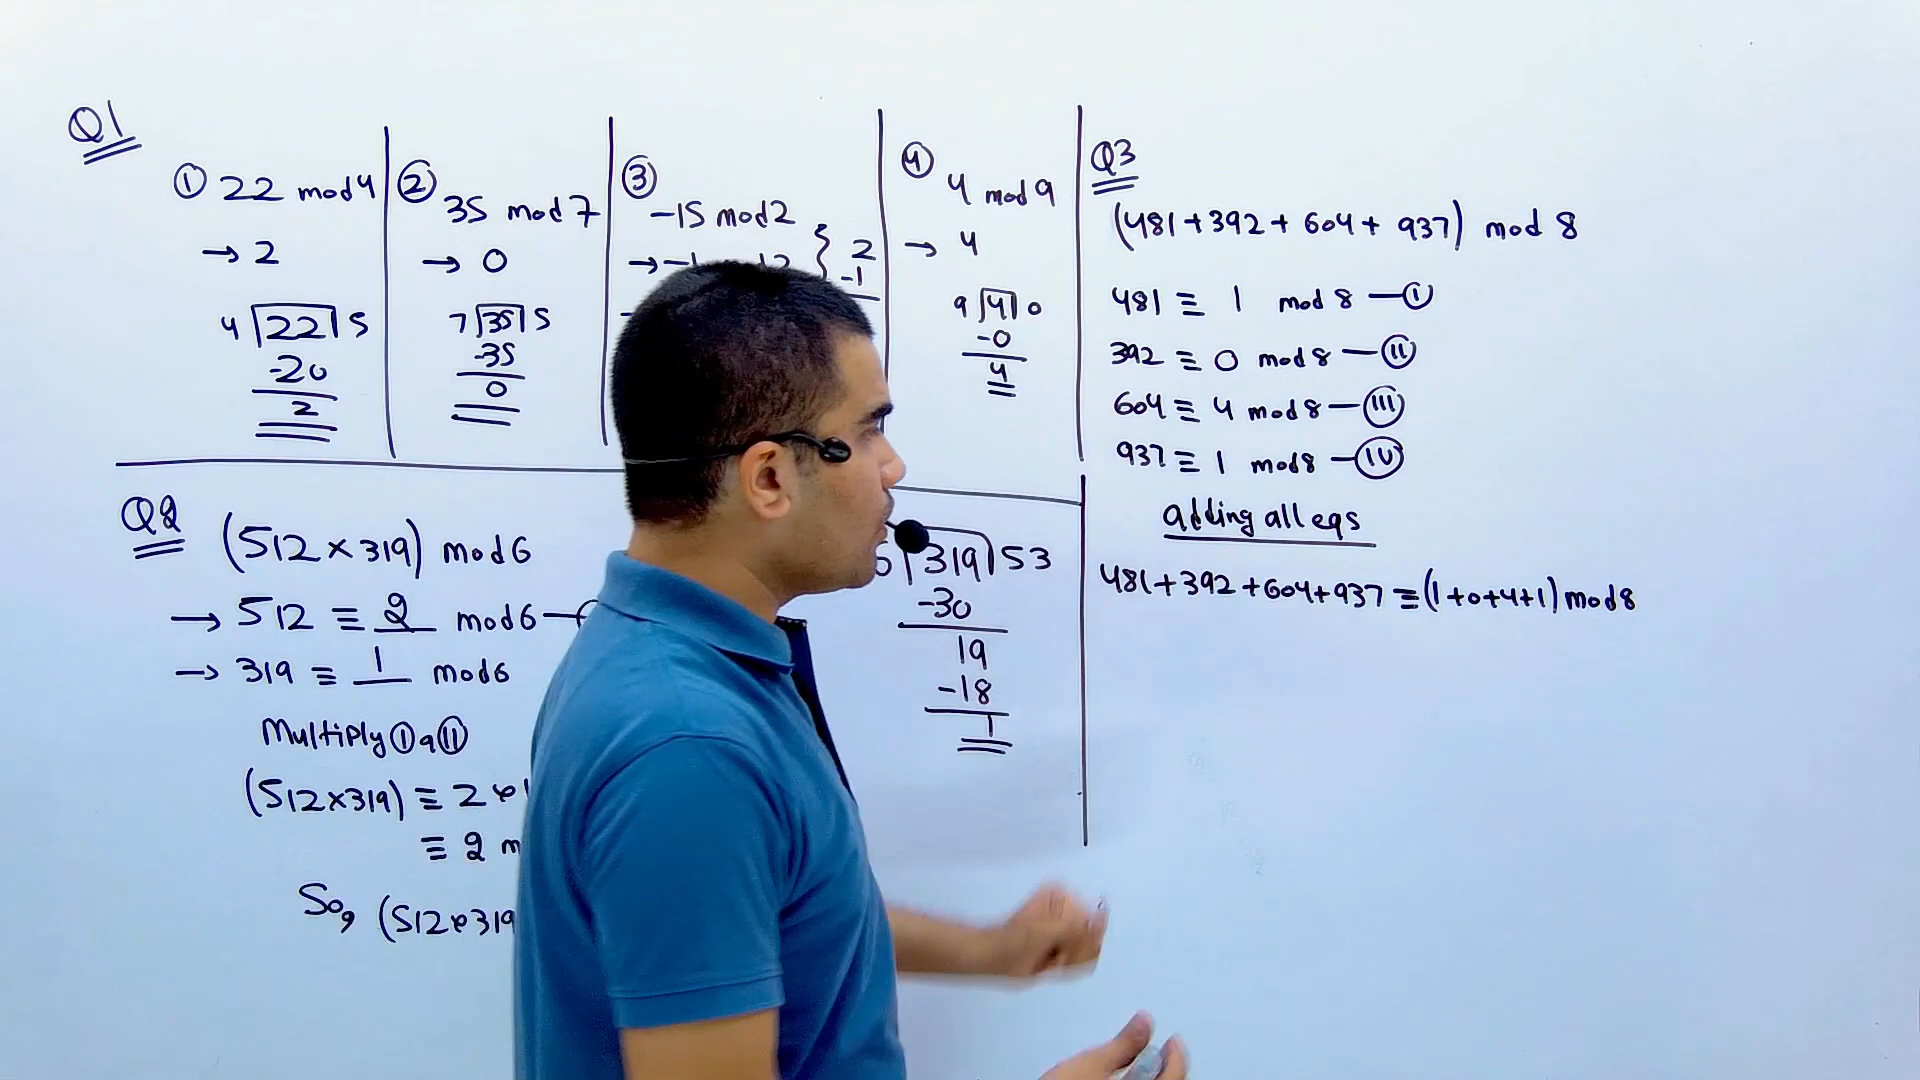 Q1
① 22 mod 4
→ 2
4 22 5
-20
2
② 35 mod 7
→ 0
7 35 5
-35
0
③
-15 mod 2
→ -1
2
-1
④ 4 mod 9
→ 4
9 4 0
-0
4
Q2 (512 × 319) mod 6
→ 512 ≡ 2 mod 6 —
→ 319 ≡ 1 mod 6
Multiply Ⓘ & Ⓘⓘ
(512×319) ≡ 2
≡ 2
So, (512×319
319 53
-30
19
-18
1
Q3
(481+392+604+937) mod 8
481 ≡ 1 mod 8 — Ⓘ
392 ≡ 0 mod 8 — (II)
604 ≡ 4 mod 8 — (III)
937 ≡ 1 mod 8 — (IV)
adding all eqs
481+392+604+937 ≡ (1+0+4+1) mod 8